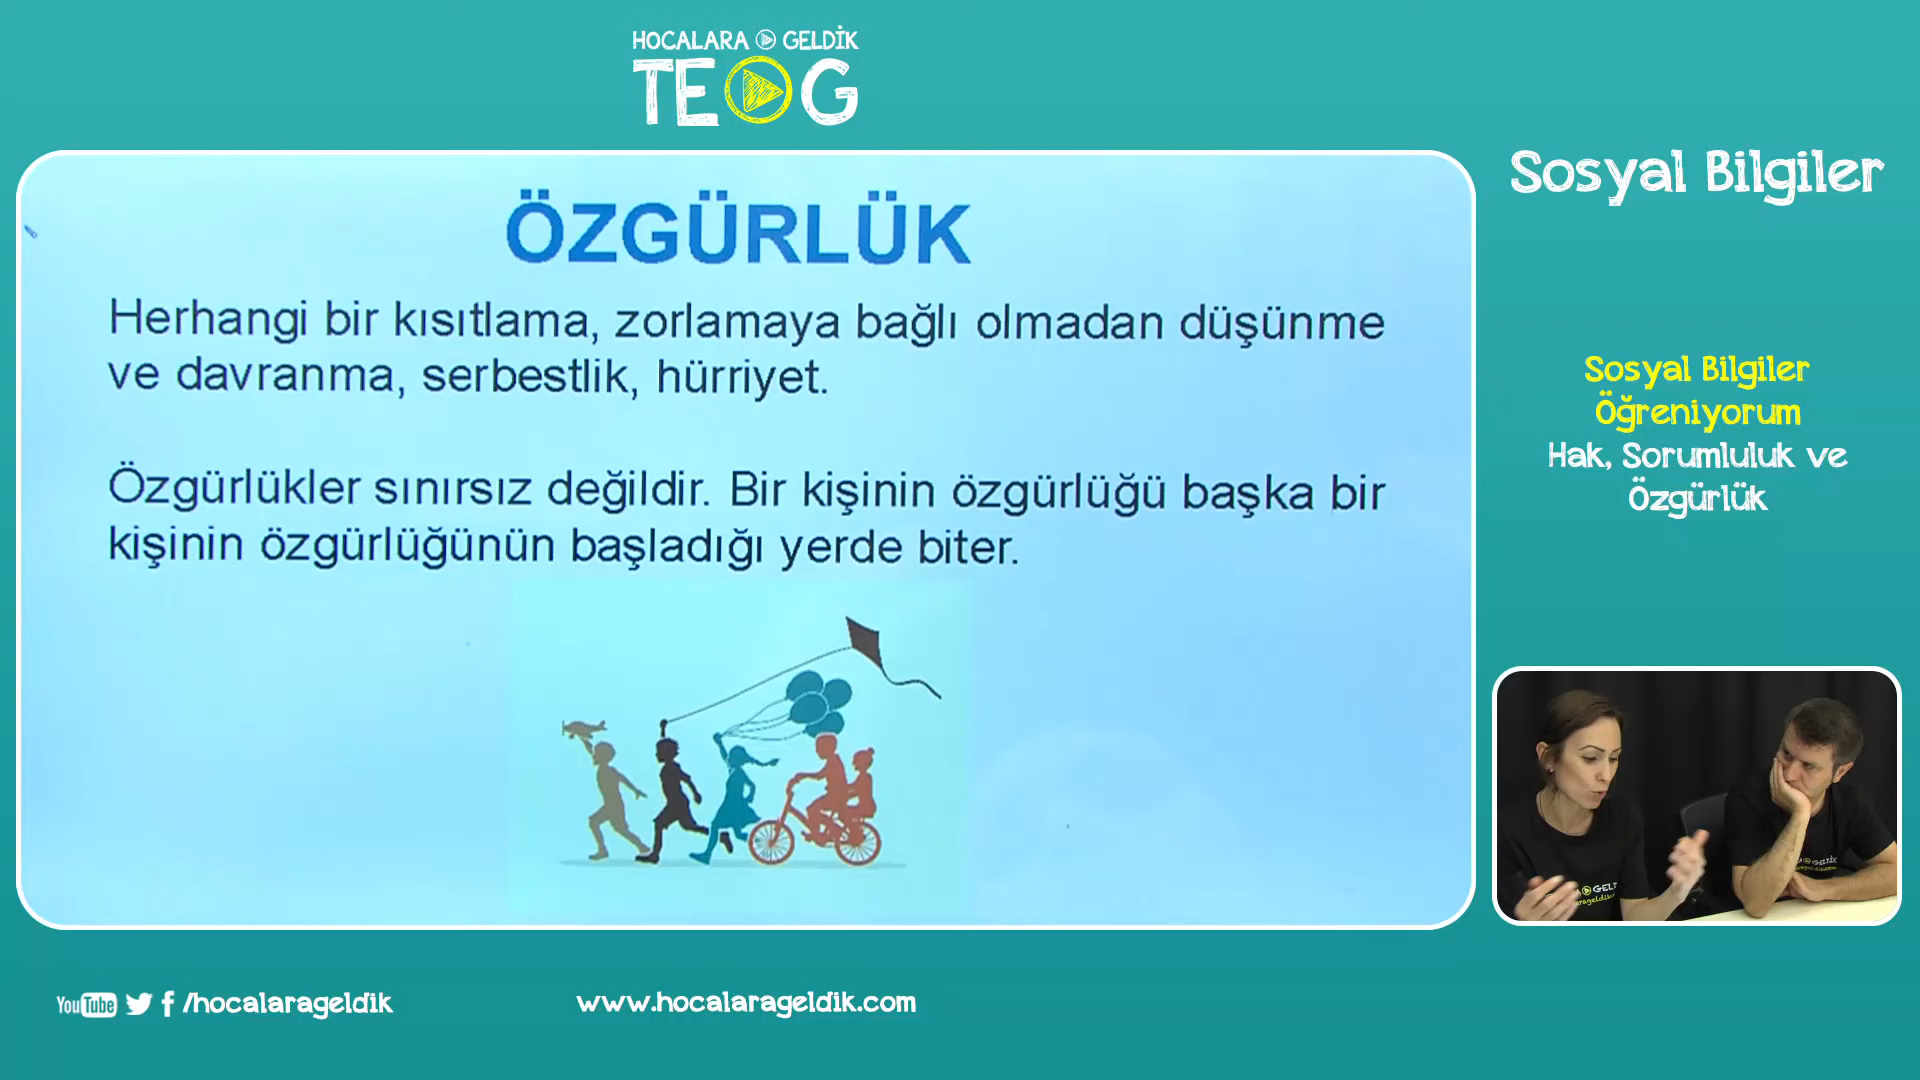 HOCALARA GELDİK
TEOG
Sosyal Bilgiler
ÖZGÜRLÜK
Herhangi bir kısıtlama, zorlamaya bağlı olmadan düşünme
ve davranma, serbestlik, hürriyet.
Özgürlükler sınırsız değildir. Bir kişinin özgürlüğü başka bir
kişinin özgürlüğünün başladığı yerde biter.
Sosyal Bilgiler
Öğreniyorum
Hak, Sorumluluk ve
Özgürlük
YouTube /hocalarageldik
www.hocalarageldik.com